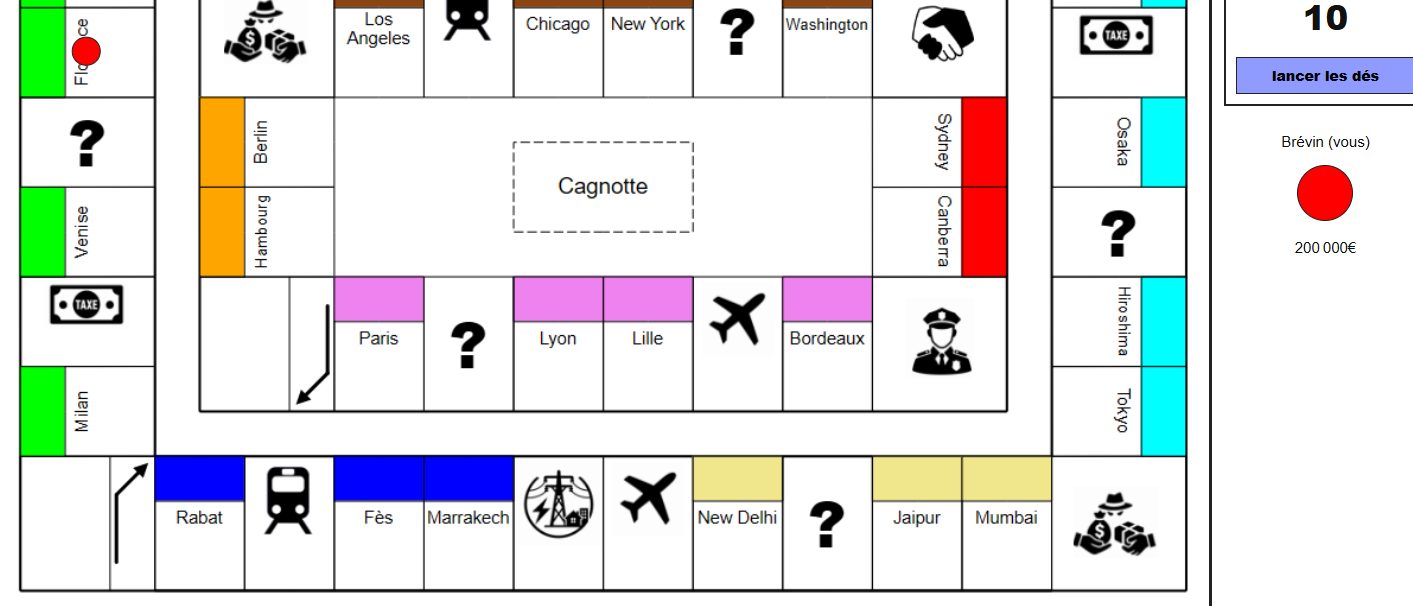 Los
Angeles
Chicago
New York
?
Washington
TAXE
10
lancer les dés
?
Berlin
Cagnotte
Sydney
Osaka
Brévin (vous)
Venise
Hambourg
Canberra
?
200 000€
TAXE
Paris
?
Lyon
Lille
Bordeaux
Hiroshima
Milan
Tokyo
Rabat
Fès
Marrakech
New Delhi
?
Jaipur
Mumbai